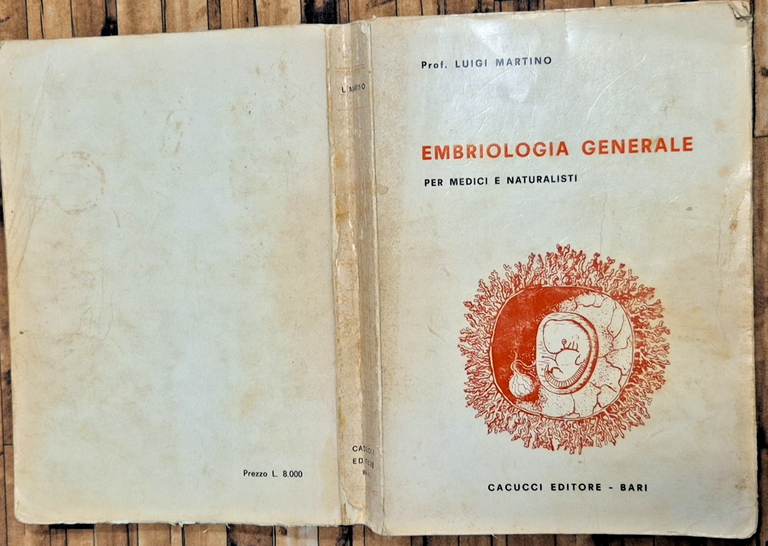 Prof. LUIGI MARTINO
EMBRIOLOGIA GENERALE
PER MEDICI E NATURALISTI
CACUCCI EDITORE - BARI
Prezzo L. 8.000